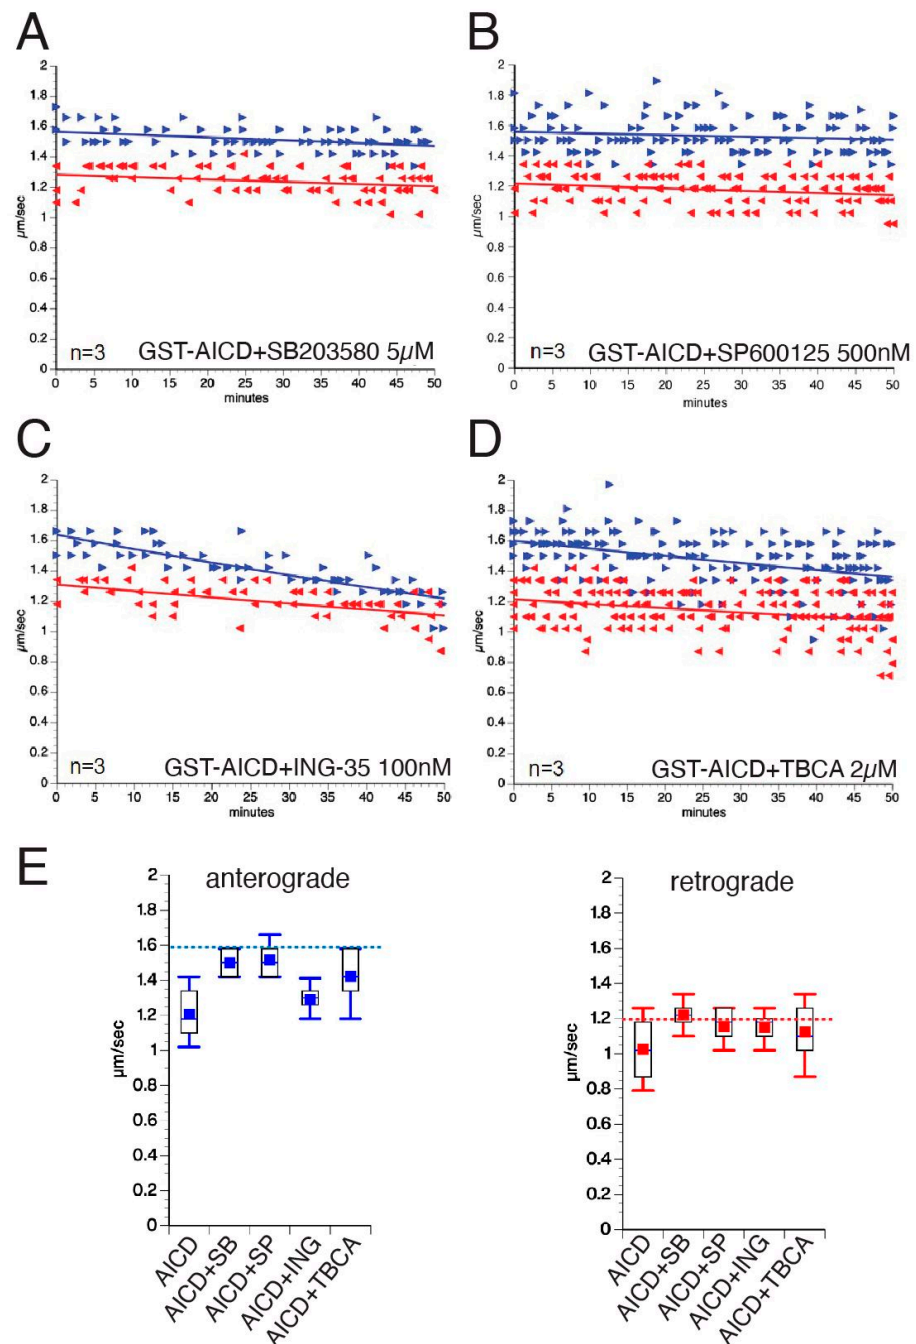 A
2
1.8
1.6
1.4
1.2
1
0.8
0.6
0.4
0.2
0
µm/sec
n=3 GST-AICD+SB203580 5µM
0 5 10 15 20 25 30 35 40 45 50
minutes
B
2
1.8
1.6
1.4
1.2
1
0.8
0.6
0.4
0.2
0
µm/sec
n=3 GST-AICD+SP600125 500nM
0 5 10 15 20 25 30 35 40 45 50
minutes
C
2
1.8
1.6
1.4
1.2
1
0.8
0.6
0.4
0.2
0
µm/sec
n=3 GST-AICD+ING-35 100nM
0 5 10 15 20 25 30 35 40 45 50
minutes
D
2
1.8
1.6
1.4
1.2
1
0.8
0.6
0.4
0.2
0
µm/sec
n=3 GST-AICD+TBCA 2µM
0 5 10 15 20 25 30 35 40 45 50
minutes
E
anterograde
2
1.8
1.6
1.4
1.2
1
0.8
0.6
0.4
0.2
0
µm/sec
AICD
AICD+SB
AICD+SP
AICD+ING
AICD+TBCA
retrograde
2
1.8
1.6
1.4
1.2
1
0.8
0.6
0.4
0.2
0
µm/sec
AICD
AICD+SB
AICD+SP
AICD+ING
AICD+TBCA